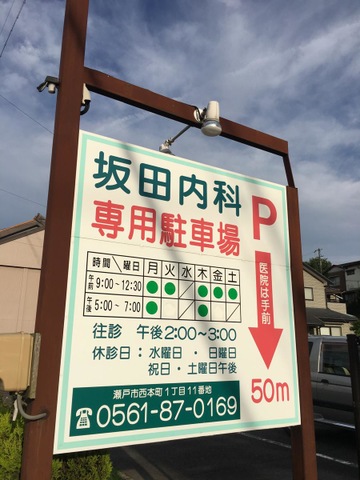 坂田内科
専用駐車場
P
医院は手前
50m
時間 曜日 月 火 水 木 金 土
午前 9:00~12:30
午後 5:00~7:00
往診 午後2:00~3:00
休診日:水曜日・日曜日
祝日・土曜日午後
瀬戸市西本町1丁目11番地
☎ 0561-87-0169